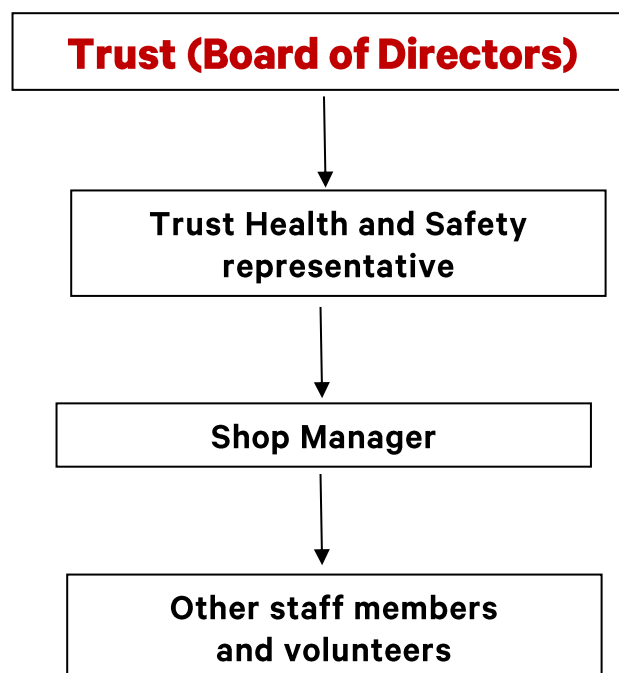 Trust (Board of Directors)
Trust Health and Safety
representative
Shop Manager
Other staff members
and volunteers